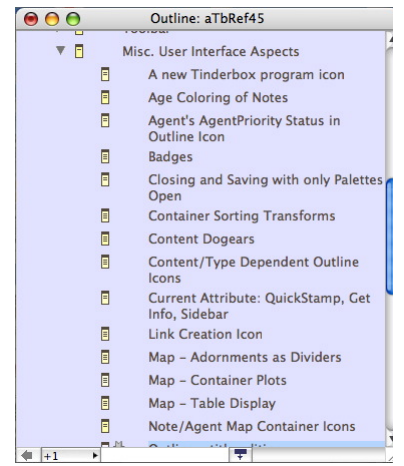 Outline: aTbRef45
Misc. User Interface Aspects
A new Tinderbox program icon
Age Coloring of Notes
Agent's AgentPriority Status in
Outline Icon
Badges
Closing and Saving with only Palettes
Open
Container Sorting Transforms
Content Dogears
Content/Type Dependent Outline
Icons
Current Attribute: QuickStamp, Get
Info, Sidebar
Link Creation Icon
Map – Adornments as Dividers
Map – Container Plots
Map – Table Display
Note/Agent Map Container Icons
+1